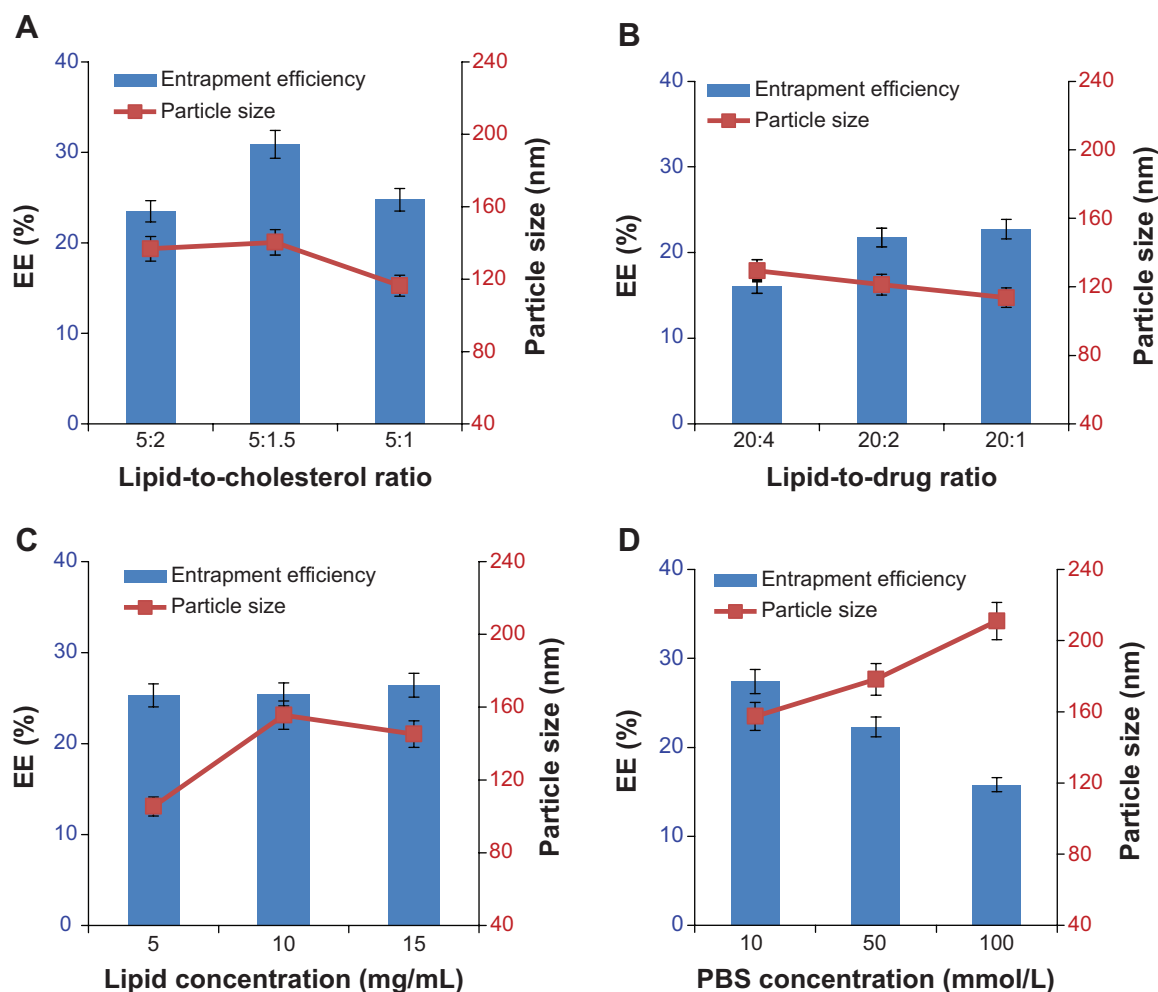 A
40
30
20
10
0
EE (%)
Entrapment efficiency
Particle size
240
200
160
120
80
40
Particle size (nm)
5:2 5:1.5 5:1
Lipid-to-cholesterol ratio
B
40
30
20
10
0
EE (%)
Entrapment efficiency
Particle size
240
200
160
120
80
40
Particle size (nm)
20:4 20:2 20:1
Lipid-to-drug ratio
C
40
30
20
10
0
EE (%)
Entrapment efficiency
Particle size
240
200
160
120
80
40
Particle size (nm)
5 10 15
Lipid concentration (mg/mL)
D
40
30
20
10
0
EE (%)
Entrapment efficiency
Particle size
240
200
160
120
80
40
Particle size (nm)
10 50 100
PBS concentration (mmol/L)